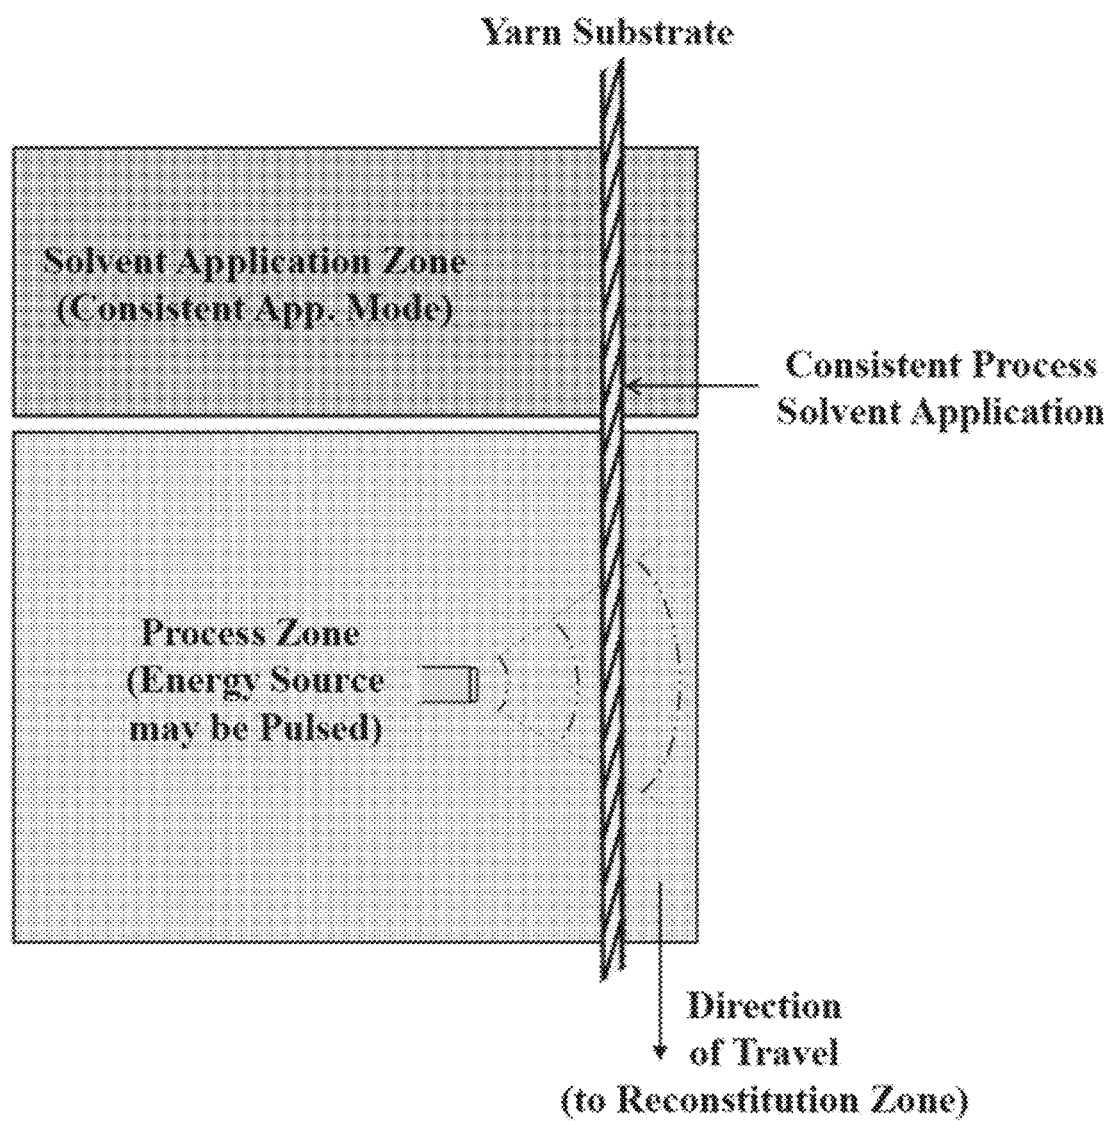 Yarn Substrate
Solvent Application Zone
(Consistent App. Mode)
Consistent Process
Solvent Application
Process Zone
(Energy Source
may be Pulsed)
Direction
of Travel
(to Reconstitution Zone)